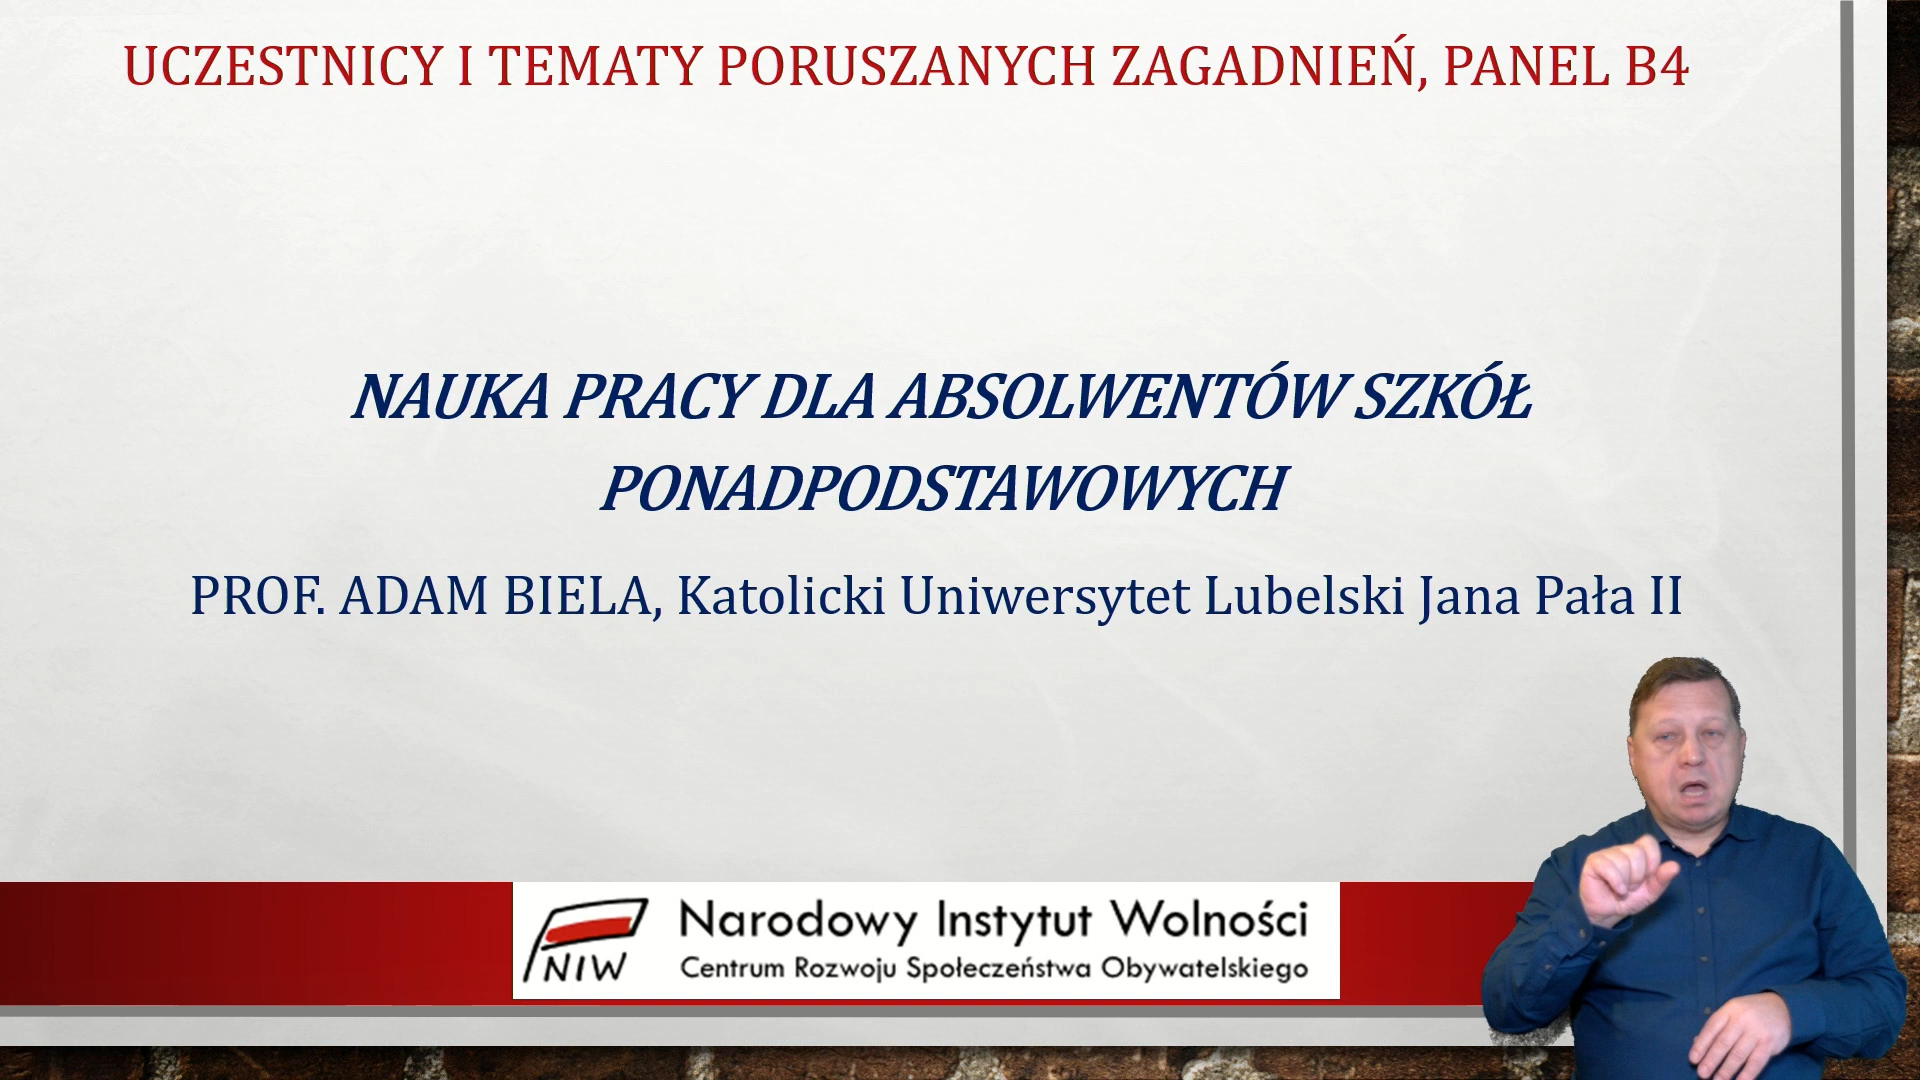 UCZESTNICY I TEMATY PORUSZANYCH ZAGADNIEŃ, PANEL B4
NAUKA PRACY DLA ABSOLWENTÓW SZKÓŁ
PONADPODSTAWOWYCH
PROF. ADAM BIELA, Katolicki Uniwersytet Lubelski Jana Pała II
NIW
Narodowy Instytut Wolności
Centrum Rozwoju Społeczeństwa Obywatelskiego